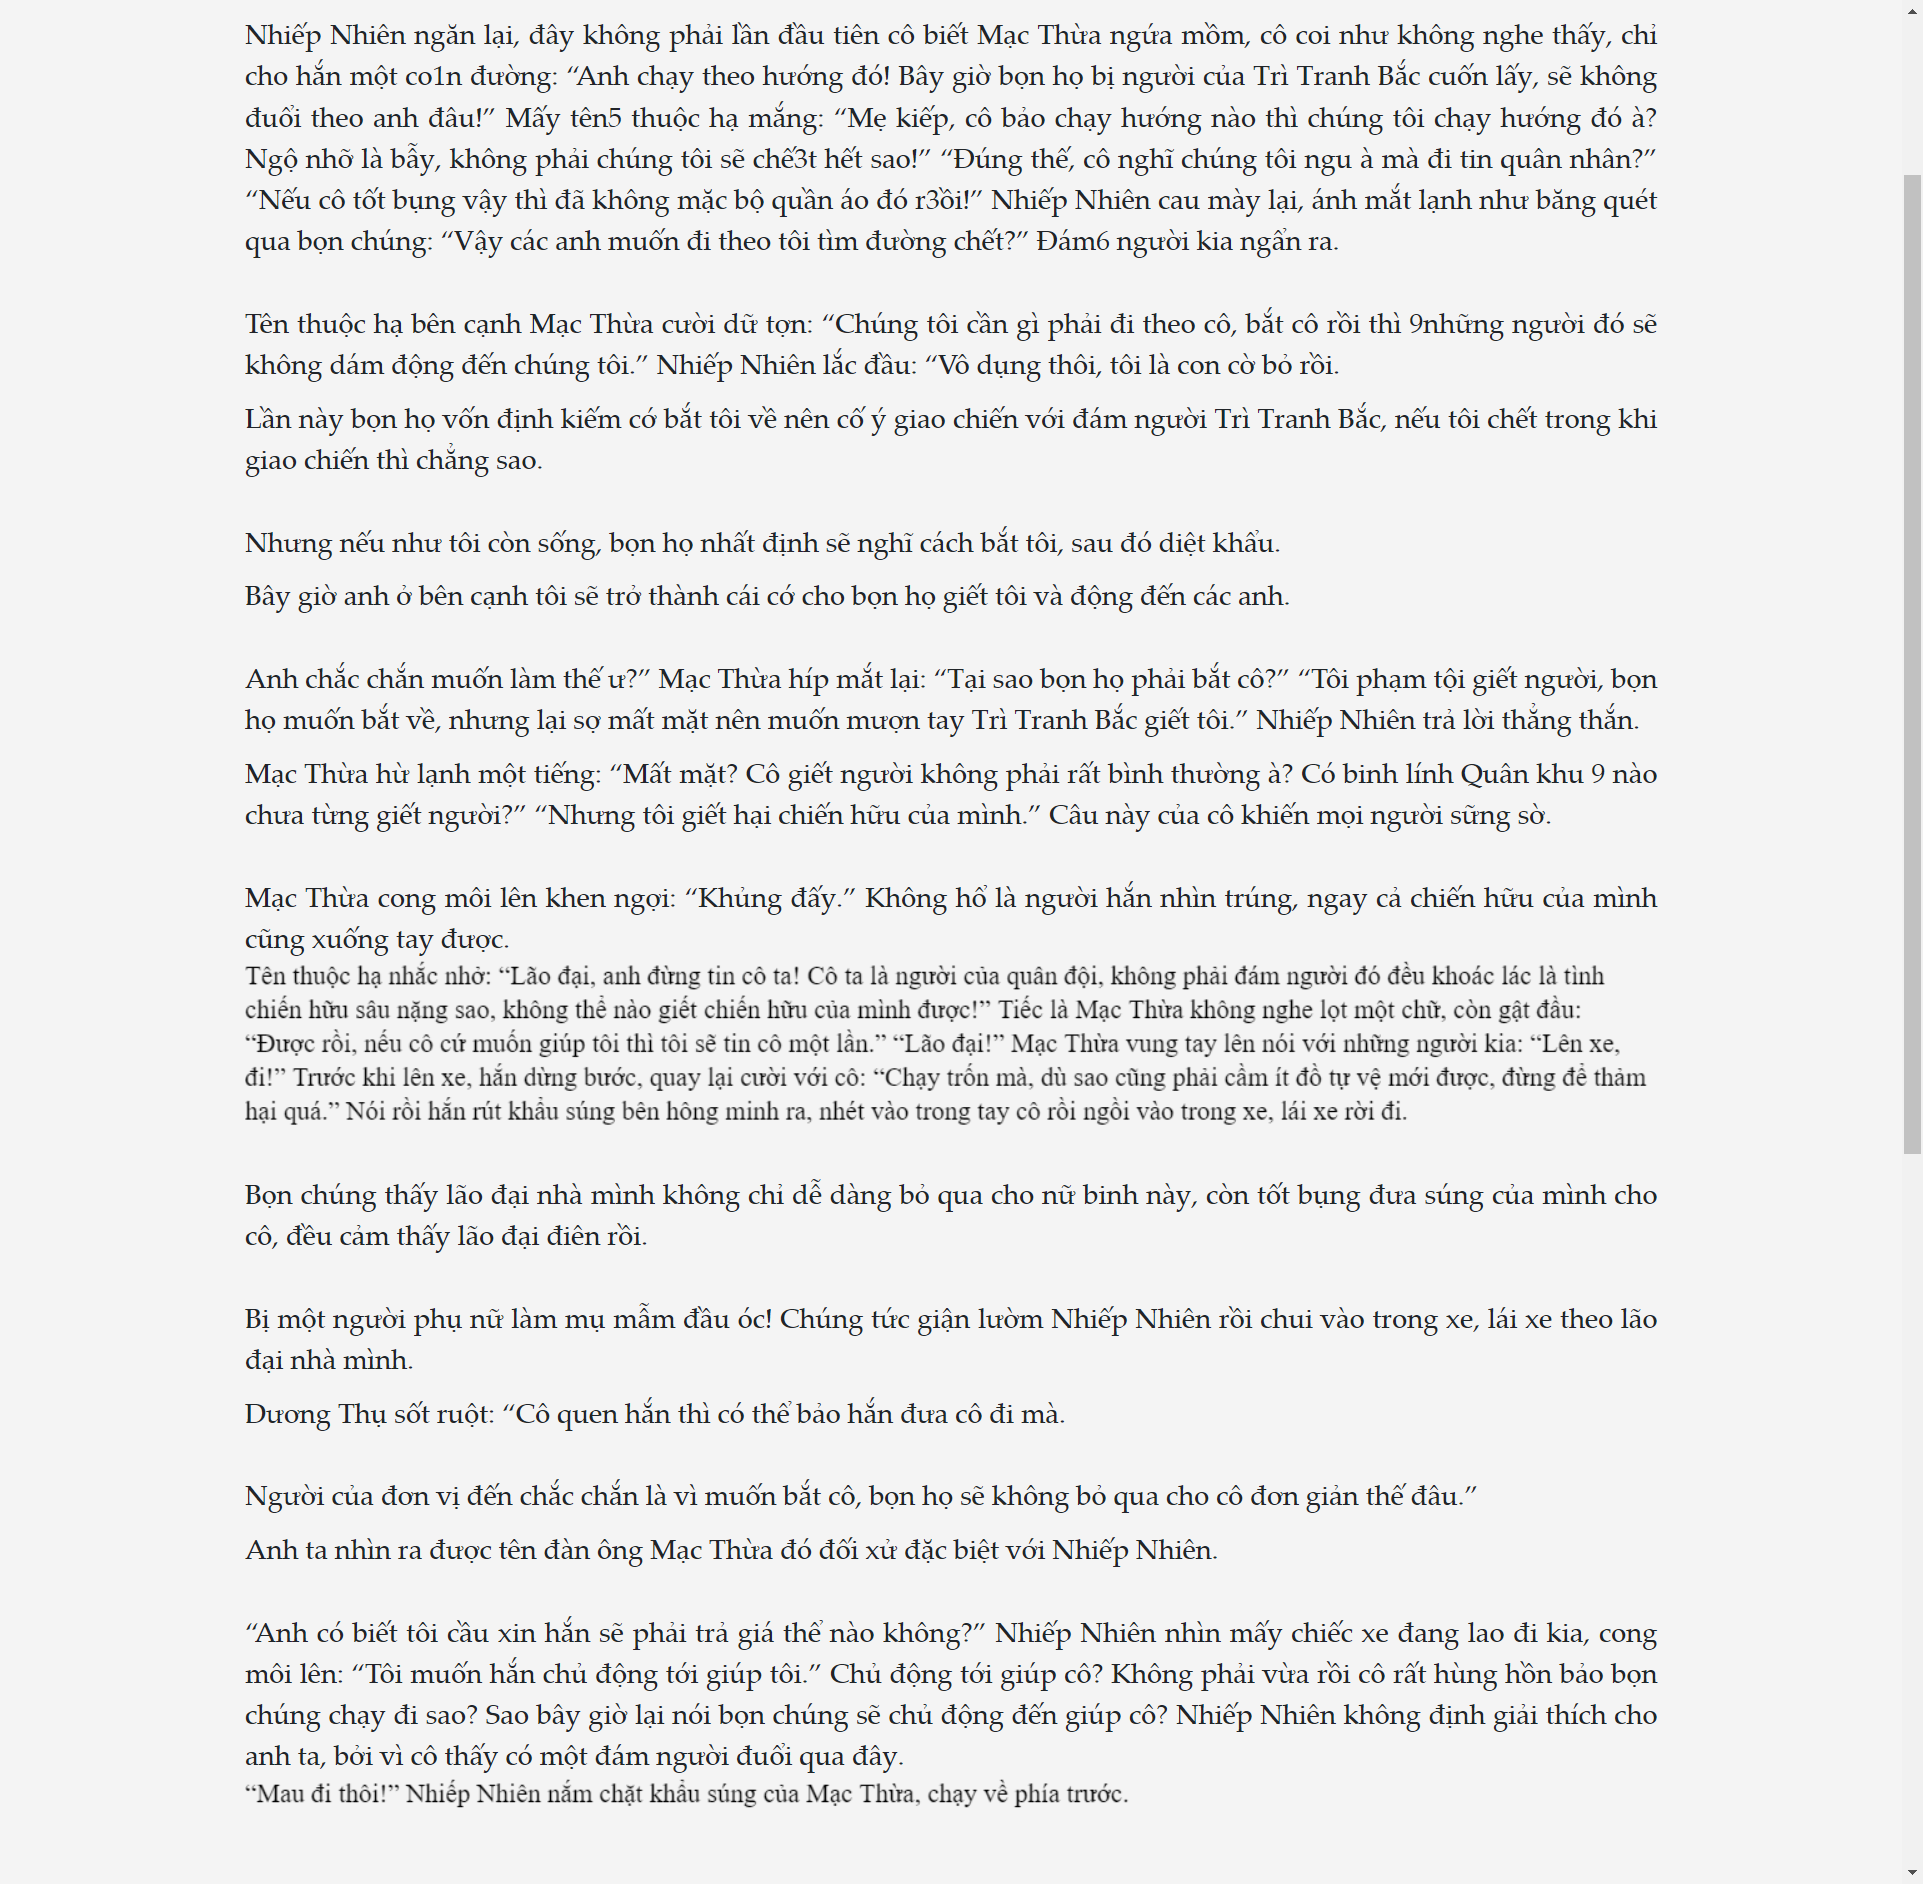 Nhiếp Nhiên ngăn lại, đây không phải lần đầu tiên cô biết Mạc Thừa ngứa mồm, cô coi như không nghe thấy, chỉ
cho hắn một co1n đường: “Anh chạy theo hướng đó! Bây giờ bọn họ bị người của Trì Tranh Bắc cuốn lấy, sẽ không
đuổi theo anh đâu!” Mấy tên5 thuộc hạ mắng: “Mẹ kiếp, cô bảo chạy hướng nào thì chúng tôi chạy hướng đó à?
Ngộ nhỡ là bẫy, không phải chúng tôi sẽ chế3t hết sao!” “Đúng thế, cô nghĩ chúng tôi ngu à mà đi tin quân nhân?”
“Nếu cô tốt bụng vậy thì đã không mặc bộ quần áo đó r3ồi!” Nhiếp Nhiên cau mày lại, ánh mắt lạnh như băng quét
qua bọn chúng: “Vậy các anh muốn đi theo tôi tìm đường chết?” Đám6 người kia ngẩn ra.
Tên thuộc hạ bên cạnh Mạc Thừa cười dữ tợn: “Chúng tôi cần gì phải đi theo cô, bắt cô rồi thì 9những người đó sẽ
không dám động đến chúng tôi.” Nhiếp Nhiên lắc đầu: “Vô dụng thôi, tôi là con cờ bỏ rồi.
Lần này bọn họ vốn định kiếm cớ bắt tôi về nên cố ý giao chiến với đám người Trì Tranh Bắc, nếu tôi chết trong khi
giao chiến thì chẳng sao.
Nhưng nếu như tôi còn sống, bọn họ nhất định sẽ nghĩ cách bắt tôi, sau đó diệt khẩu.
Bây giờ anh ở bên cạnh tôi sẽ trở thành cái cớ cho bọn họ giết tôi và động đến các anh.
Anh chắc chắn muốn làm thế ư?” Mạc Thừa híp mắt lại: “Tại sao bọn họ phải bắt cô?” “Tôi phạm tội giết người, bọn
họ muốn bắt về, nhưng lại sợ mất mặt nên muốn mượn tay Trì Tranh Bắc giết tôi.” Nhiếp Nhiên trả lời thẳng thắn.
Mạc Thừa hừ lạnh một tiếng: “Mất mặt? Cô giết người không phải rất bình thường à? Có binh lính Quân khu 9 nào
chưa từng giết người?” “Nhưng tôi giết hại chiến hữu của mình.” Câu này của cô khiến mọi người sững sờ.
Mạc Thừa cong môi lên khen ngợi: “Khủng đấy.” Không hổ là người hắn nhìn trúng, ngay cả chiến hữu của mình
cũng xuống tay được.
Tên thuộc hạ nhắc nhở: “Lão đại, anh đừng tin cô ta! Cô ta là người của quân đội, không phải đám người đó đều khoác lác là tình
chiến hữu sâu nặng sao, không thể nào giết chiến hữu của mình được!” Tiếc là Mạc Thừa không nghe lọt một chữ, còn gật đầu:
“Được rồi, nếu cô cứ muốn giúp tôi thì tôi sẽ tin cô một lần.” “Lão đại!” Mạc Thừa vung tay lên nói với những người kia: “Lên xe,
đi!” Trước khi lên xe, hắn dừng bước, quay lại cười với cô: “Chạy trốn mà, dù sao cũng phải cầm ít đồ tự vệ mới được, đừng để thảm
hại quá.” Nói rồi hắn rút khẩu súng bên hông minh ra, nhét vào trong tay cô rồi ngồi vào trong xe, lái xe rời đi.
Bọn chúng thấy lão đại nhà mình không chỉ dễ dàng bỏ qua cho nữ binh này, còn tốt bụng đưa súng của mình cho
cô, đều cảm thấy lão đại điên rồi.
Bị một người phụ nữ làm mụ mẫm đầu óc! Chúng tức giận lườm Nhiếp Nhiên rồi chui vào trong xe, lái xe theo lão
đại nhà mình.
Dương Thụ sốt ruột: “Cô quen hắn thì có thể bảo hắn đưa cô đi mà.
Người của đơn vị đến chắc chắn là vì muốn bắt cô, bọn họ sẽ không bỏ qua cho cô đơn giản thế đâu.”
Anh ta nhìn ra được tên đàn ông Mạc Thừa đó đối xử đặc biệt với Nhiếp Nhiên.
“Anh có biết tôi cầu xin hắn sẽ phải trả giá thể nào không?” Nhiếp Nhiên nhìn mấy chiếc xe đang lao đi kia, cong
môi lên: “Tôi muốn hắn chủ động tới giúp tôi.” Chủ động tới giúp cô? Không phải vừa rồi cô rất hùng hồn bảo bọn
chúng chạy đi sao? Sao bây giờ lại nói bọn chúng sẽ chủ động đến giúp cô? Nhiếp Nhiên không định giải thích cho
anh ta, bởi vì cô thấy có một đám người đuổi qua đây.
“Mau đi thôi!” Nhiếp Nhiên nắm chặt khẩu súng của Mạc Thừa, chạy về phía trước.